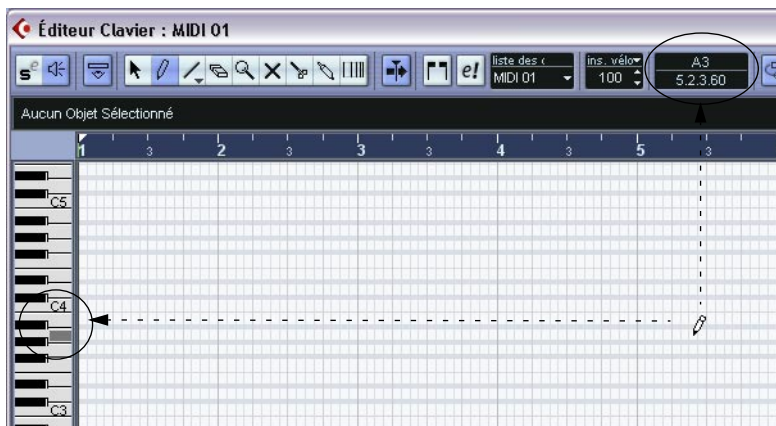 Éditeur Clavier : MIDI 01
se e! liste des ( MIDI 01 ins. vélo 100 A3 5.2.3.60
Aucun Objet Sélectionné
1 3 2 3 3 3 4 3 5 3
C5
C4
C3